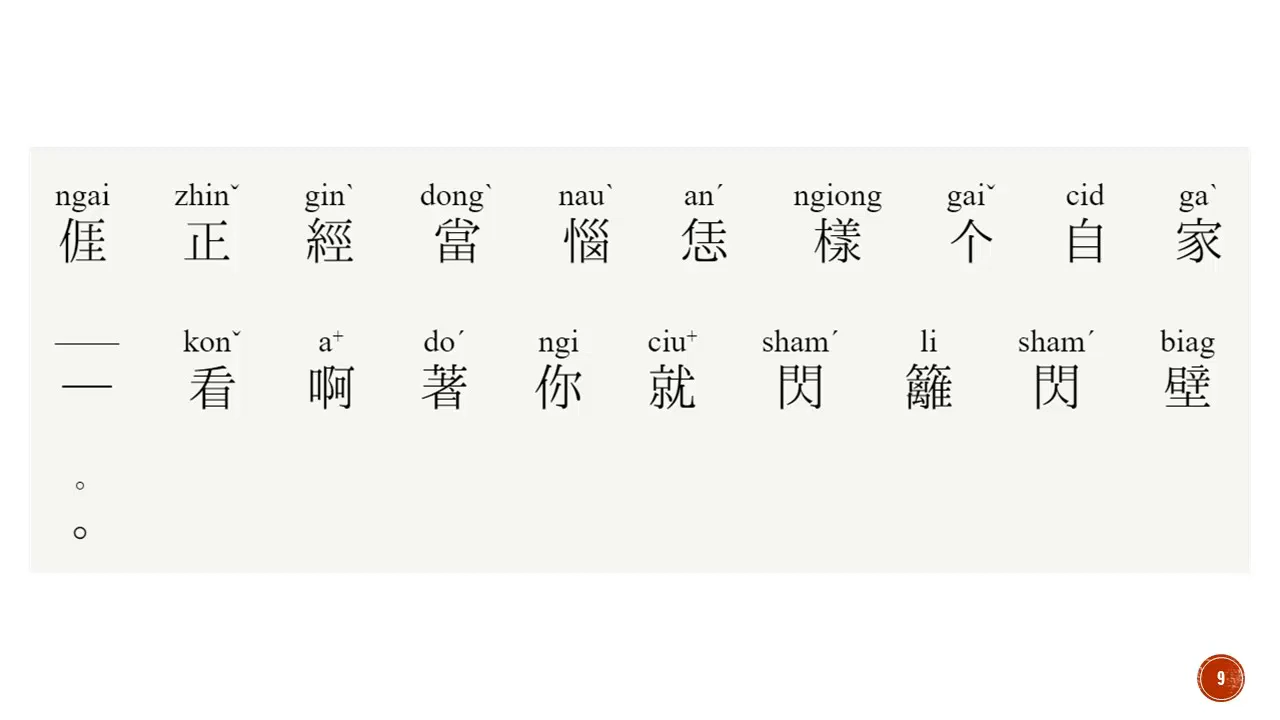 ngai zhinˇ ginˋ dongˋ nauˋ anˊ ngiong gaiˇ cid gaˋ
𠊎 正 經 當 惱 恁 樣 个 自 家
— konˇ a⁺ doˊ ngi ciu⁺ shamˊ li shamˊ biag
— 看 啊 著 你 就 閃 籬 閃 壁
。
。
9